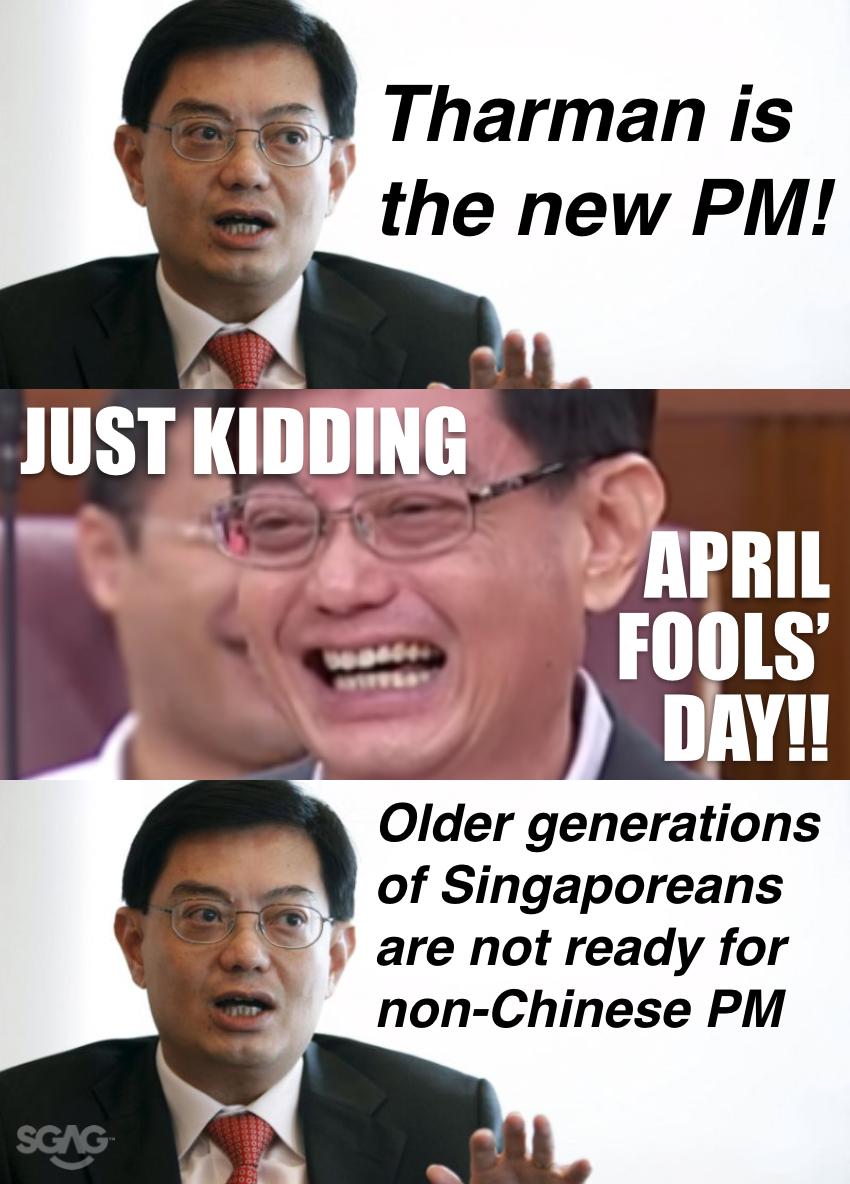 Tharman is
the new PM!
JUST KIDDING
APRIL
FOOLS’
DAY!!
Older generations
of Singaporeans
are not ready for
non-Chinese PM
SGAG™